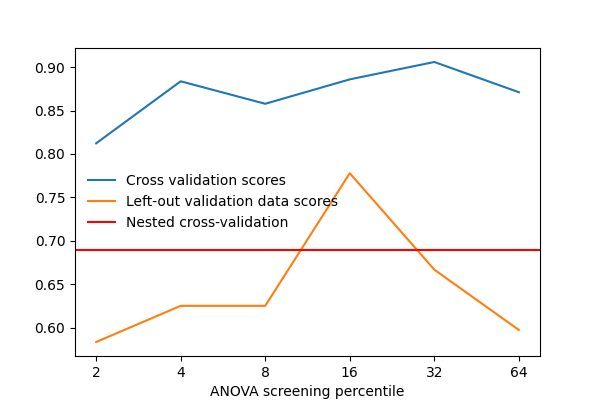 0.90
0.85
0.80
0.75
0.70
0.65
0.60
Cross validation scores
Left-out validation data scores
Nested cross-validation
2 4 8 16 32 64
ANOVA screening percentile